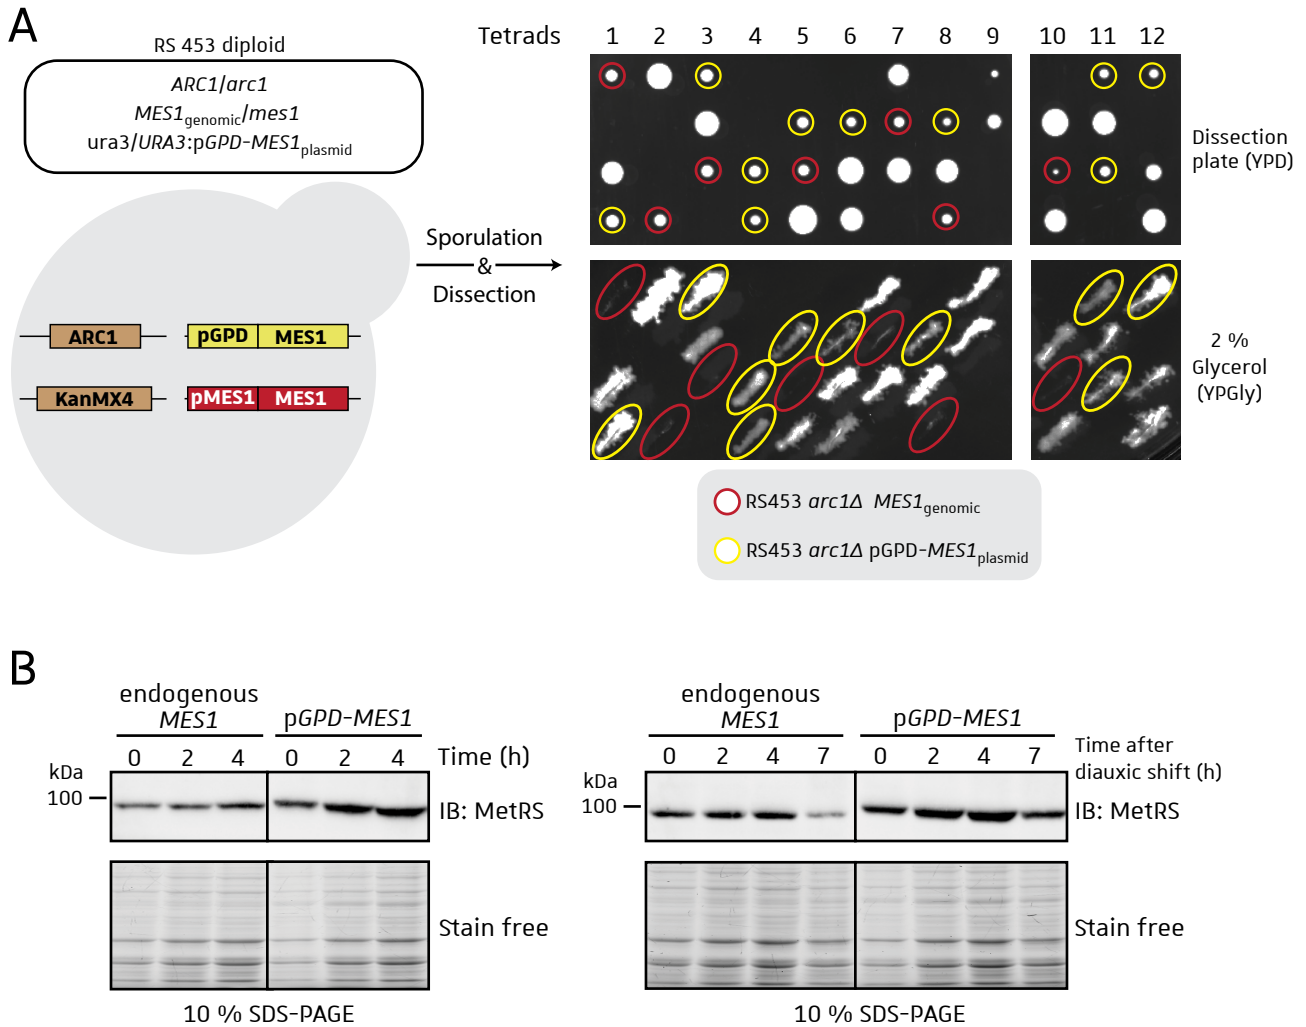 A
RS 453 diploid
ARC1/arc1
MES1genomic/mes1
ura3/URA3:pGPD-MES1plasmid
ARC1
pGPD MES1
KanMX4
pMES1 MES1
Sporulation
&
Dissection
Tetrads 1 2 3 4 5 6 7 8 9 10 11 12
Dissection
plate (YPD)
2 %
Glycerol
(YPGly)
RS453 arc1Δ MES1genomic
RS453 arc1Δ pGPD-MES1plasmid
B
endogenous
MES1
pGPD-MES1
0 2 4 0 2 4 Time (h)
kDa
100
IB: MetRS
Stain free
10 % SDS-PAGE
endogenous
MES1
pGPD-MES1
0 2 4 7 0 2 4 7
Time after
diauxic shift (h)
kDa
100
IB: MetRS
Stain free
10 % SDS-PAGE